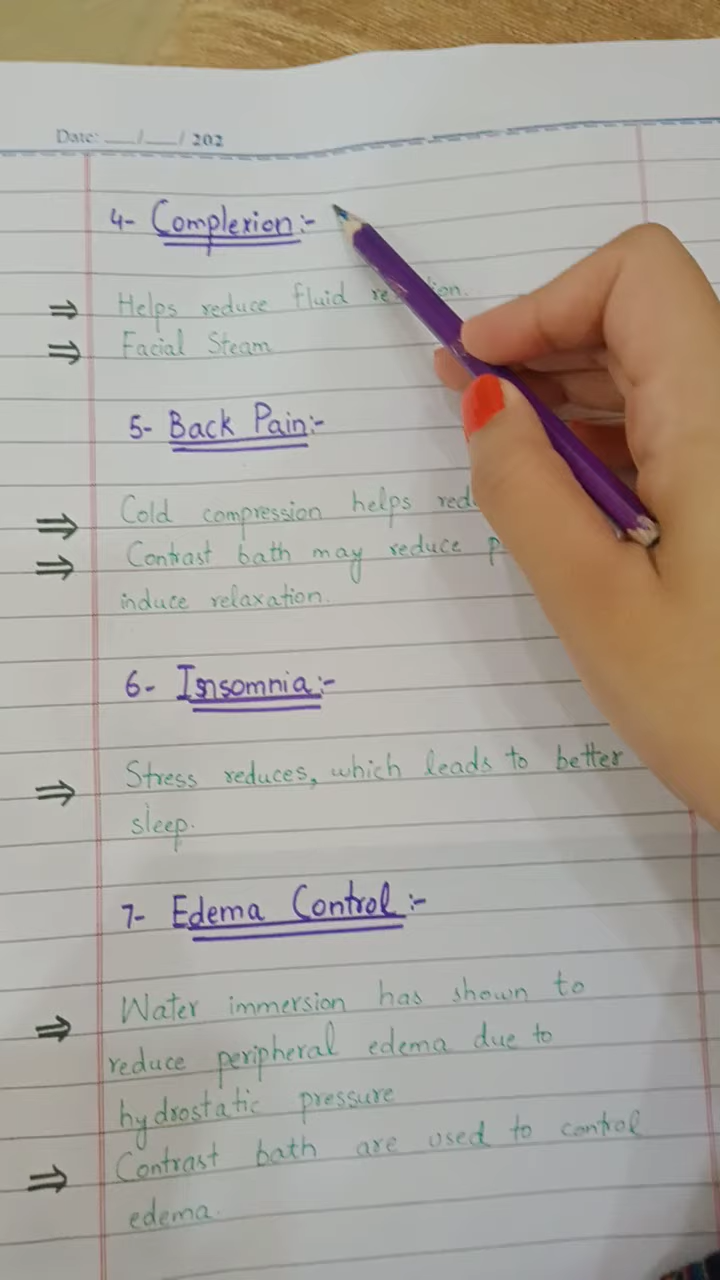 Date: ___/___/ 202
4- Complexion:-
⇒ Helps reduce fluid
⇒ Facial Steam
5- Back Pain:-
⇒ Cold compression helps
⇒ Contrast bath may reduce
induce relaxation.
6- Insomnia:-
⇒ Stress reduces, which leads to better
sleep.
7- Edema Control:-
⇒ Water immersion has shown to
reduce peripheral edema due to
hydrostatic pressure
⇒ Contrast bath are used to control
edema.